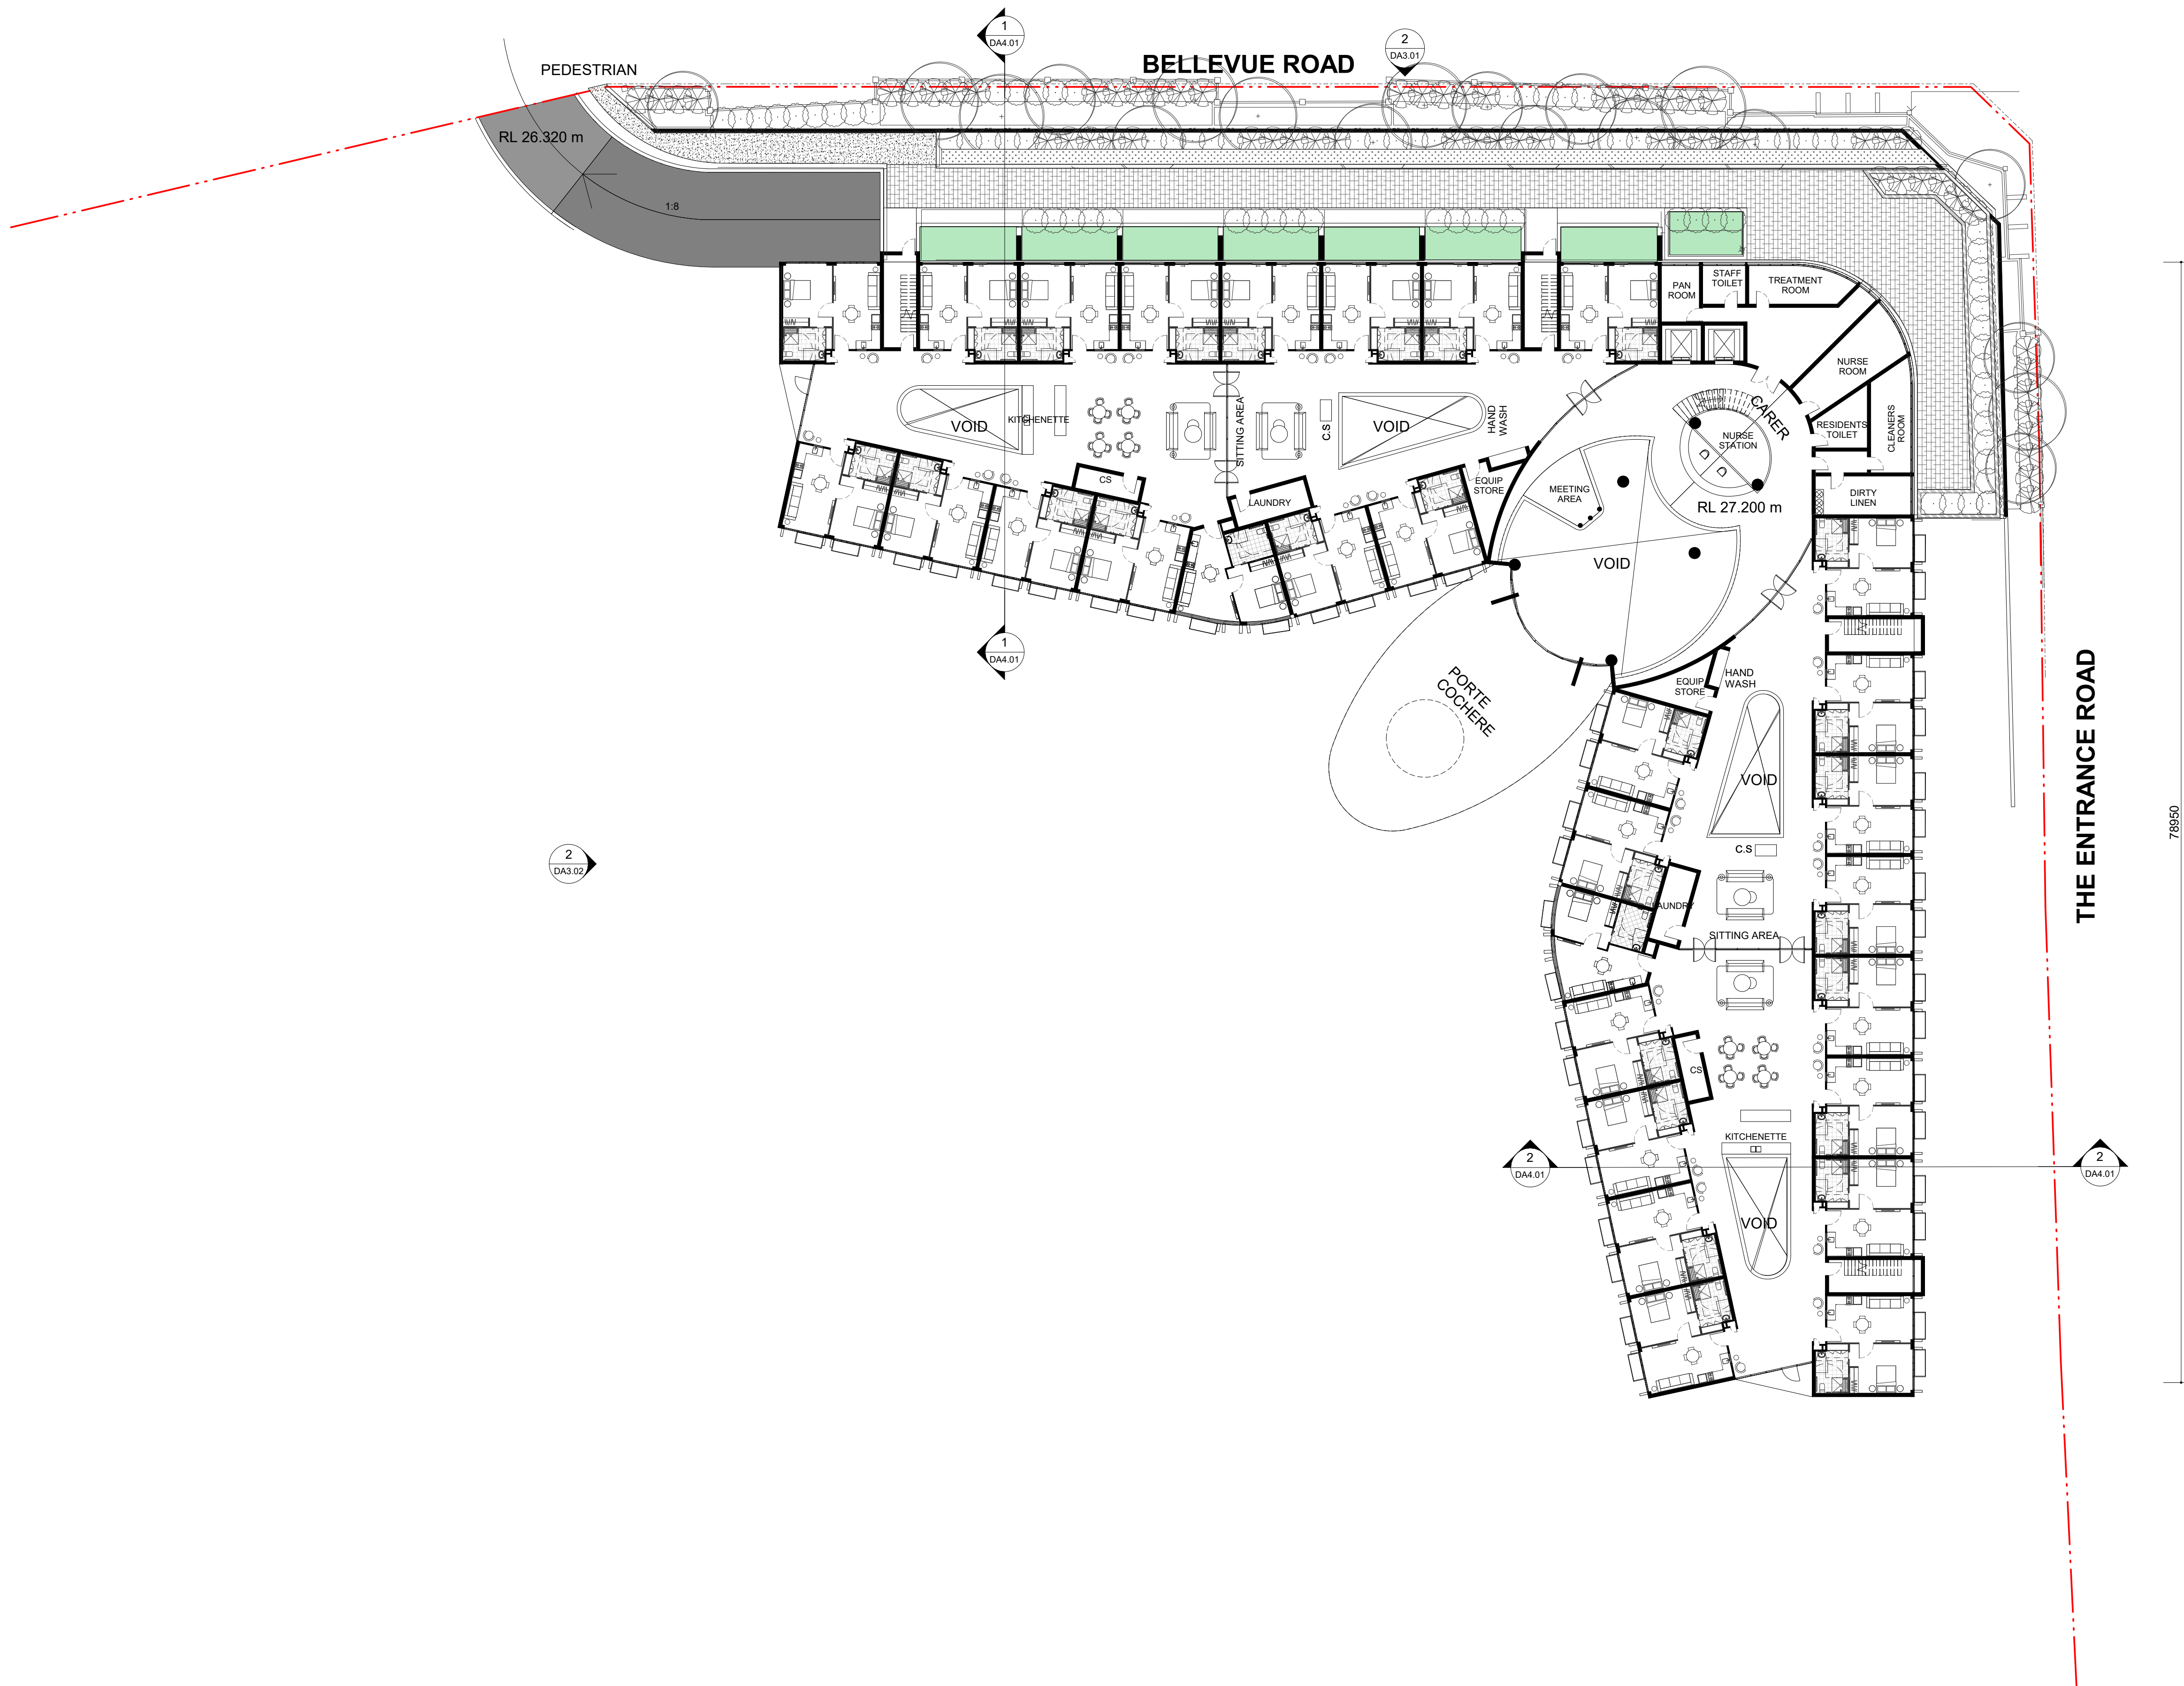 1
DA4.01
2
DA3.01
BELLEVUE ROAD
PEDESTRIAN
RL 26.320 m
1:8
PAN
ROOM
STAFF
TOILET
TREATMENT
ROOM
NURSE
ROOM
CARER
RESIDENTS
TOILET
CLEANERS
ROOM
NURSE
STATION
VOID
KITCHENETTE
SITTING AREA
C.S
VOID
HAND
WASH
CS
LAUNDRY
EQUIP
STORE
MEETING
AREA
DIRTY
LINEN
RL 27.200 m
VOID
1
DA4.01
PORTE
COCHERE
EQUIP
STORE
HAND
WASH
THE ENTRANCE ROAD
VOID
78950
C.S
2
DA3.02
LAUNDRY
SITTING AREA
CS
KITCHENETTE
2
DA4.01
2
DA4.01
VOID